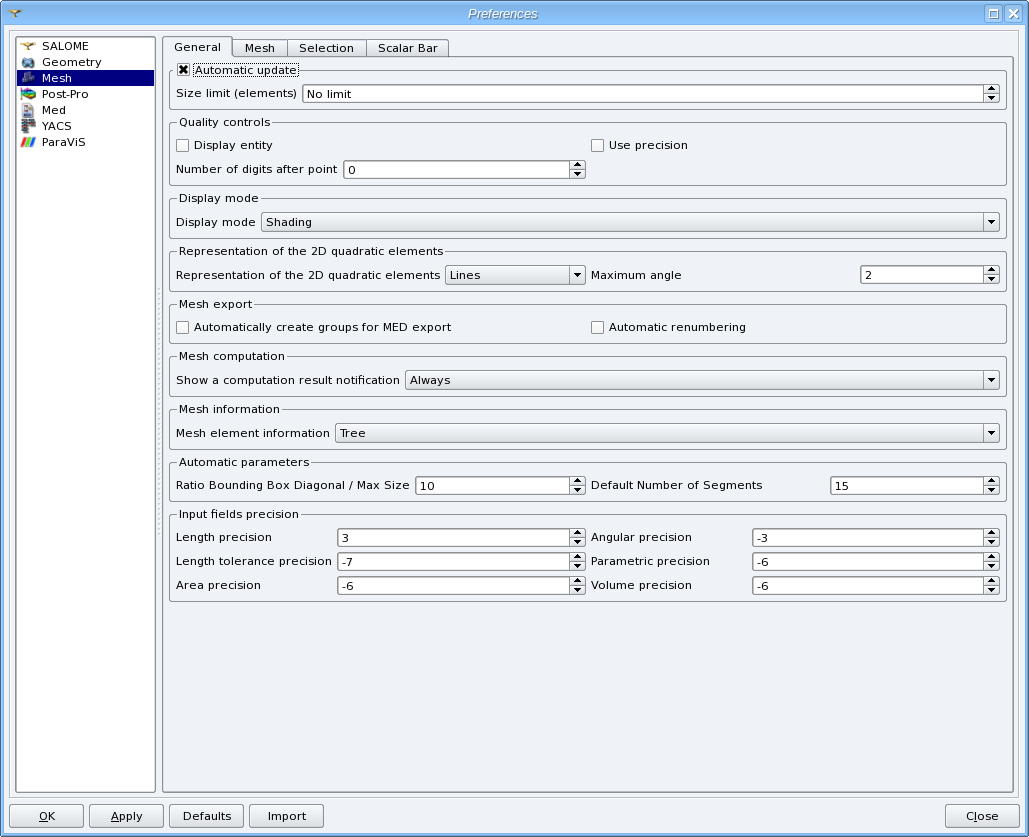 Preferences
SALOME
Geometry
Mesh
Post-Pro
Med
YACS
ParaViS
General Mesh Selection Scalar Bar
Automatic update
Size limit (elements) No limit
Quality controls
Display entity Use precision
Number of digits after point 0
Display mode
Display mode Shading
Representation of the 2D quadratic elements
Representation of the 2D quadratic elements Lines Maximum angle 2
Mesh export
Automatically create groups for MED export Automatic renumbering
Mesh computation
Show a computation result notification Always
Mesh information
Mesh element information Tree
Automatic parameters
Ratio Bounding Box Diagonal / Max Size 10 Default Number of Segments 15
Input fields precision
Length precision 3 Angular precision -3
Length tolerance precision -7 Parametric precision -6
Area precision -6 Volume precision -6
OK Apply Defaults Import Close